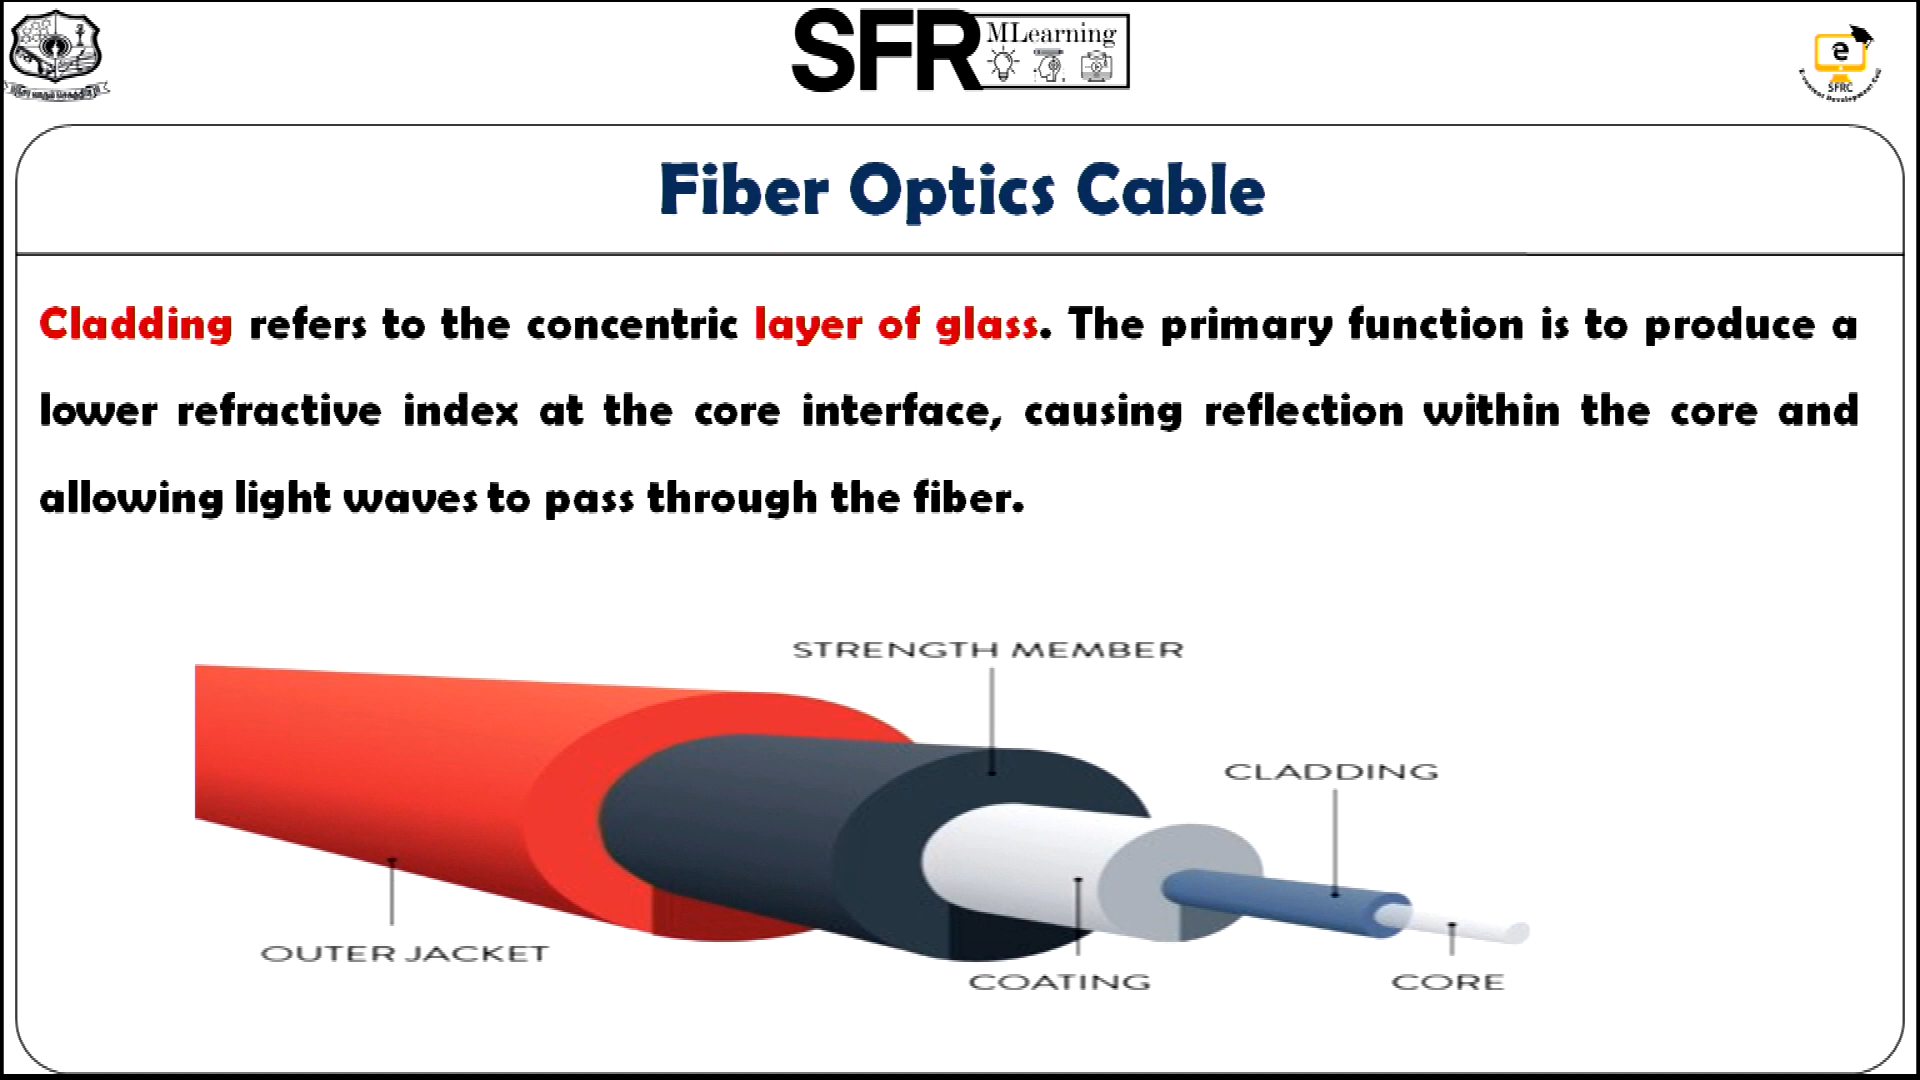 SFR MLearning
e
SFRC
Fiber Optics Cable
Cladding refers to the concentric layer of glass. The primary function is to produce a
lower refractive index at the core interface, causing reflection within the core and
allowing light waves to pass through the fiber.
STRENGTH MEMBER
CLADDING
OUTER JACKET
COATING
CORE